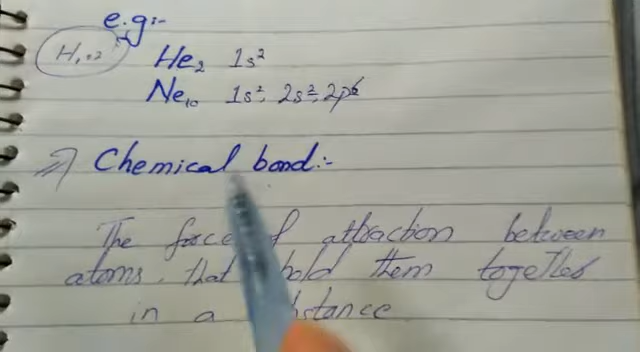 e.g:-
He₂ 1s²
Ne₁₀ 1s², 2s², 2p⁶
⇒ Chemical bond:-
The force of attraction between
atoms, that hold them together
in a